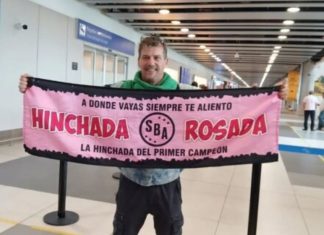 A DONDE VAYAS SIEMPRE TE ALIENTO
HINCHADA SBA ROSADA
LA HINCHADA DEL PRIMER CAMPEÓN